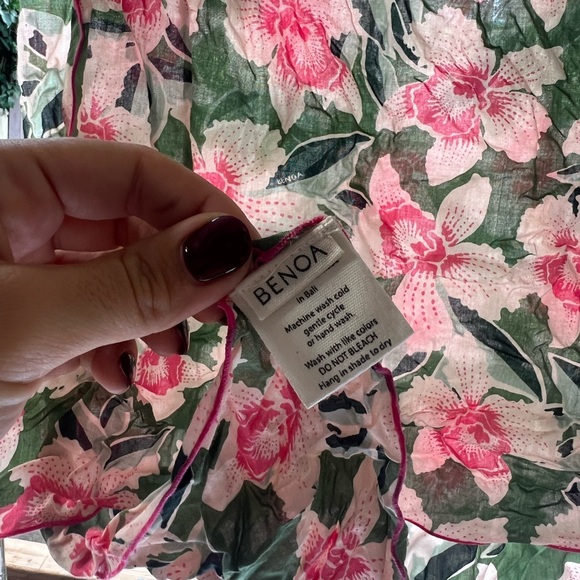 BENOA
BENOA
in Bali
Machine wash cold
gentle cycle
or hand wash.
Wash with like colors
DO NOT BLEACH
Hang in shade to dry